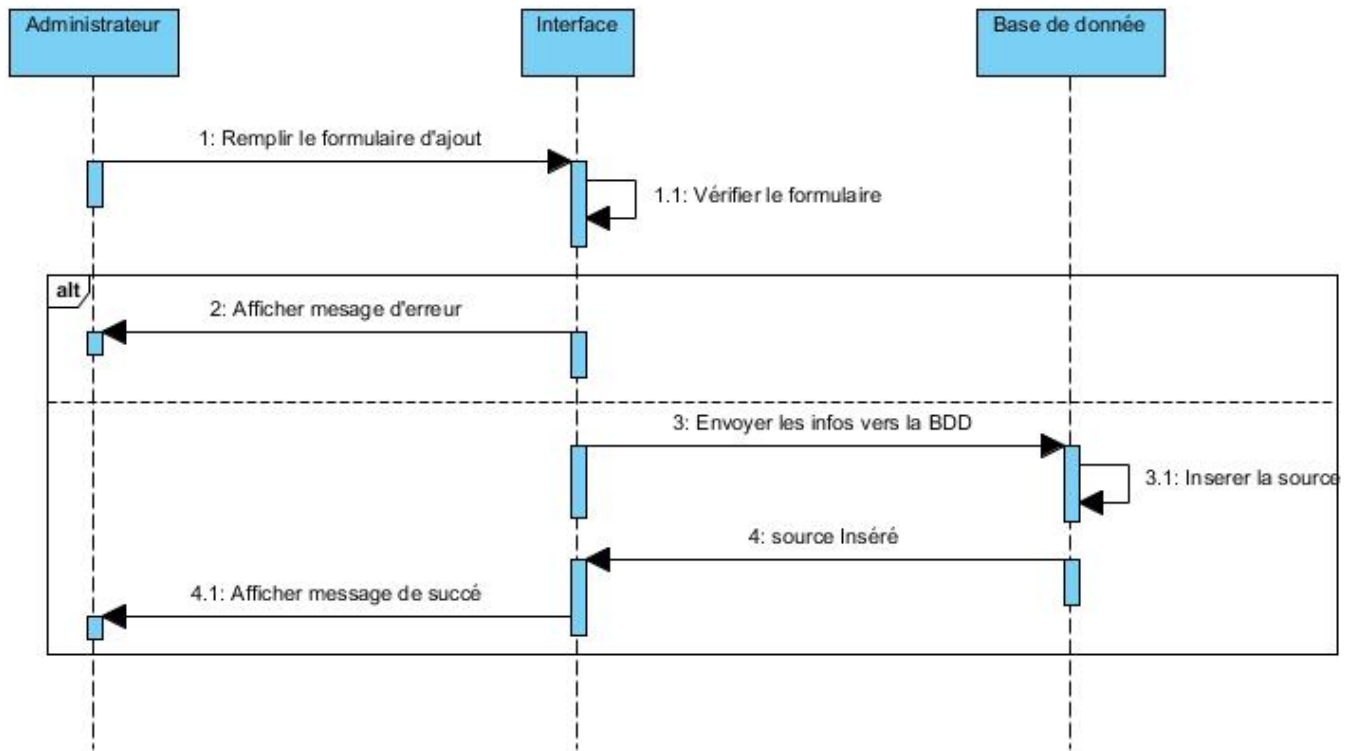 Administrateur
Interface
Base de donnée
1: Remplir le formulaire d'ajout
1.1: Vérifier le formulaire
alt
2: Afficher mesage d'erreur
3: Envoyer les infos vers la BDD
3.1: Inserer la source
4: source Inséré
4.1: Afficher message de succé